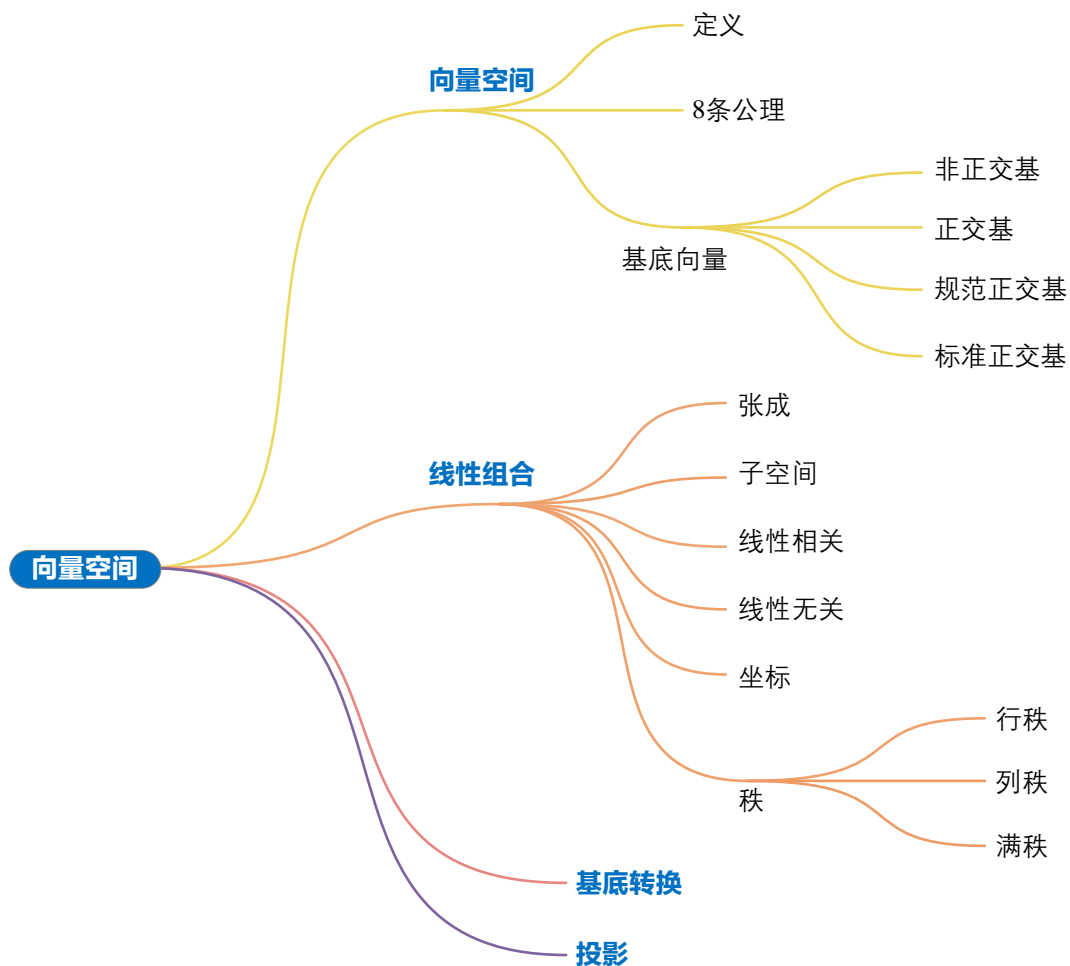 向量空间
向量空间
定义
8条公理
基底向量
非正交基
正交基
规范正交基
标准正交基
线性组合
张成
子空间
线性相关
线性无关
坐标
秩
行秩
列秩
满秩
基底转换
投影